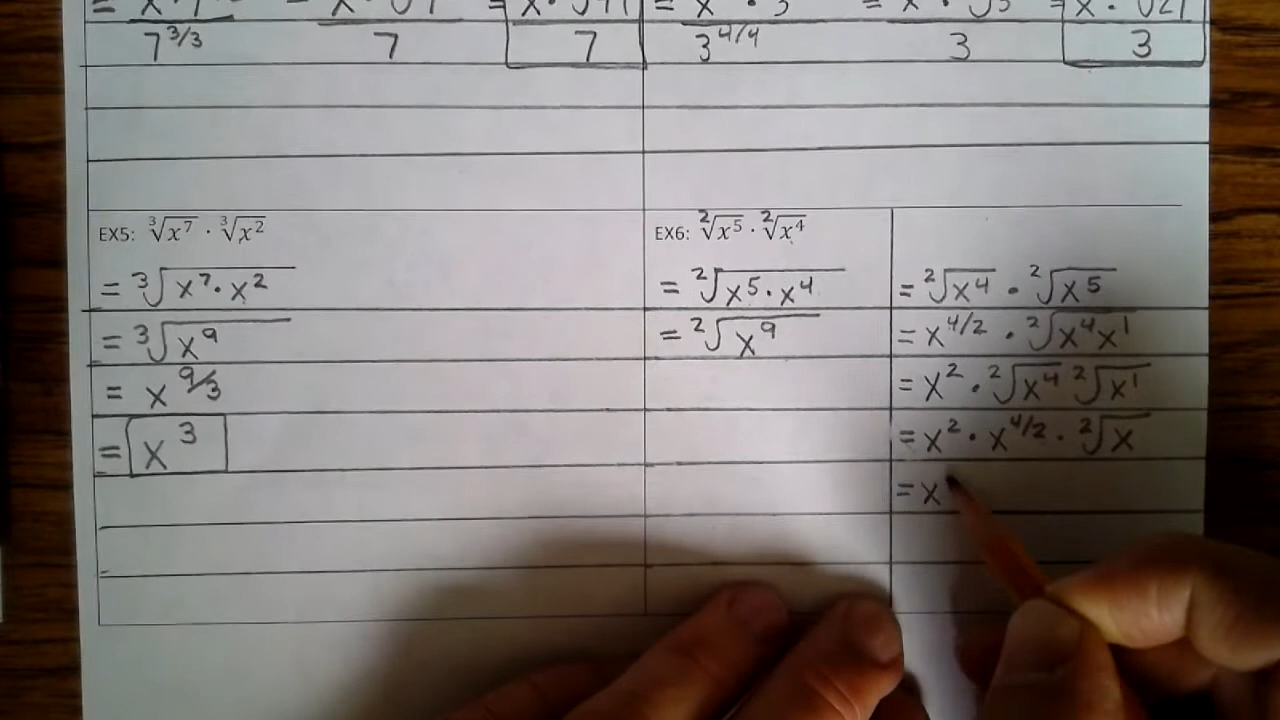 7^{3/3} 7 7 3^{4/4} 3 3
EX5: ∛x⁷ · ∛x²
= ∛x⁷·x²
= ∛x⁹
= x^{9/3}
= x³
EX6: ²√x⁵ · ²√x⁴
= ²√x⁵·x⁴
= ²√x⁹
= ²√x⁴ · ²√x⁵
= x^{4/2} · ²√x⁴x¹
= x² · ²√x⁴ ²√x¹
= x² · x^{4/2} · ²√x
= x